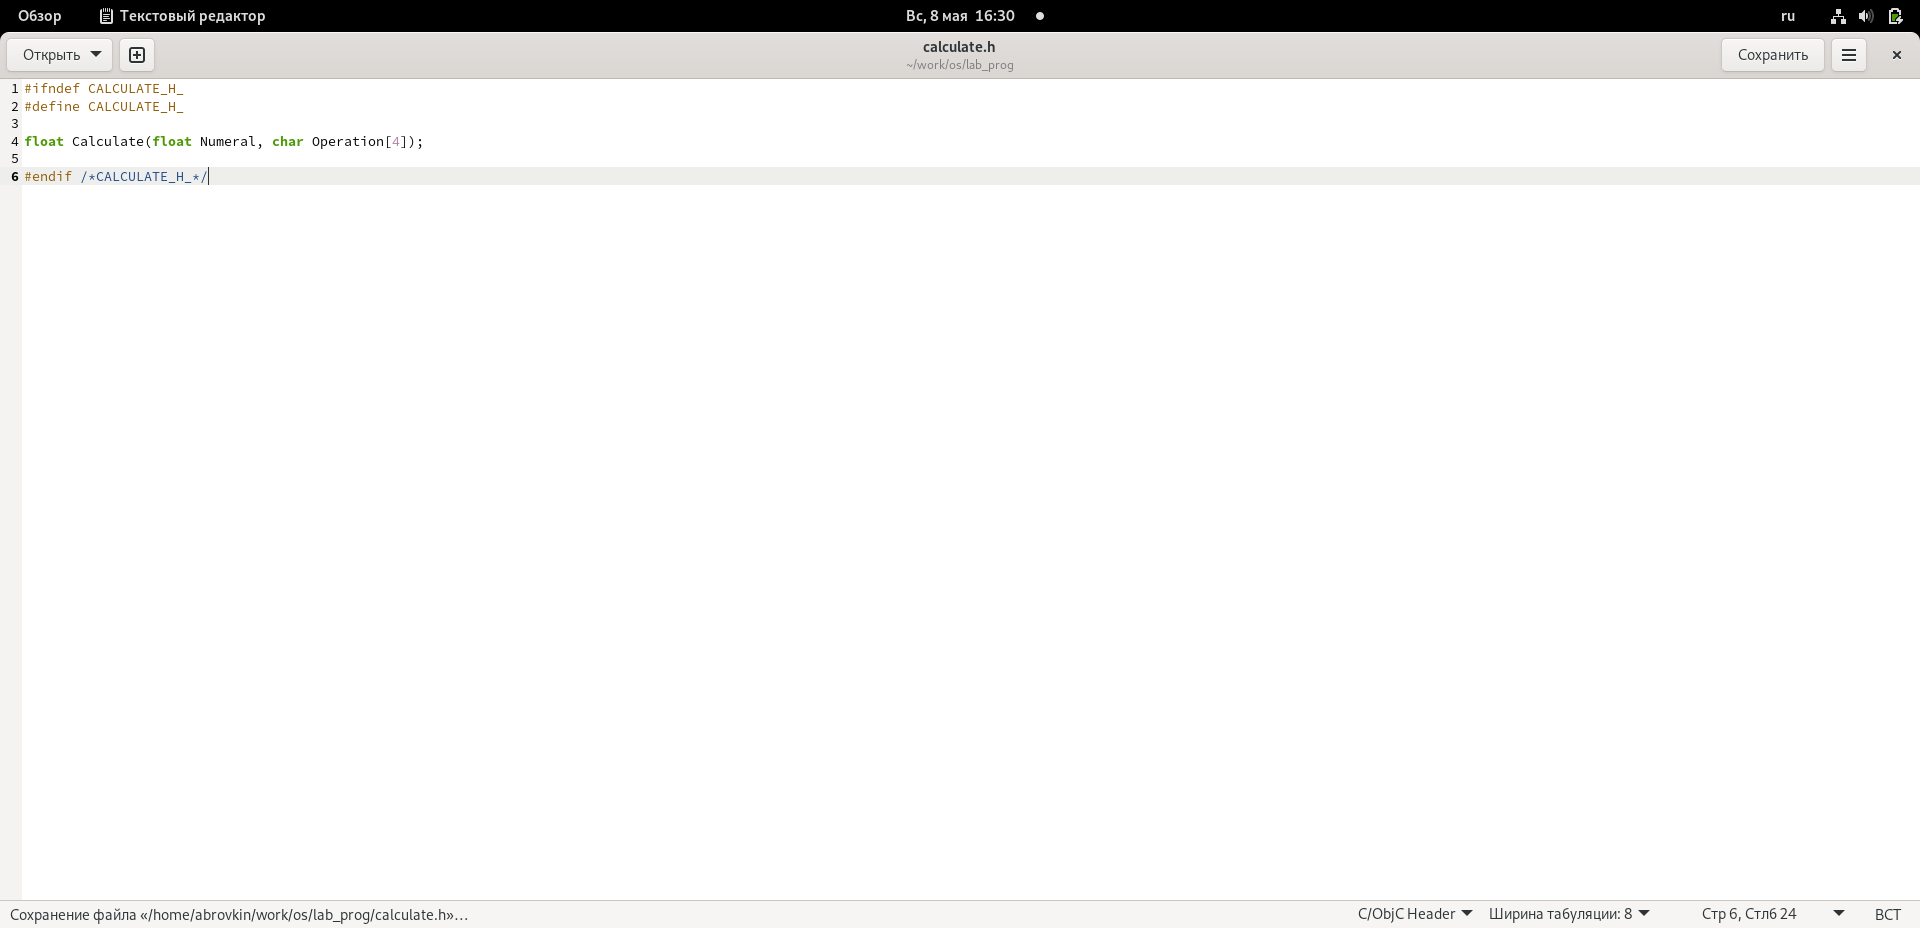 Обзор Текстовый редактор Вс, 8 мая 16:30 ru
Открыть calculate.h Сохранить
~/work/os/lab_prog
1 #ifndef CALCULATE_H_
2 #define CALCULATE_H_
3
4 float Calculate(float Numeral, char Operation[4]);
5
6 #endif /*CALCULATE_H_*/
Сохранение файла «/home/abrovkin/work/os/lab_prog/calculate.h»… C/ObjC Header Ширина табуляции: 8 Стр 6, Стлб 24 ВСТ